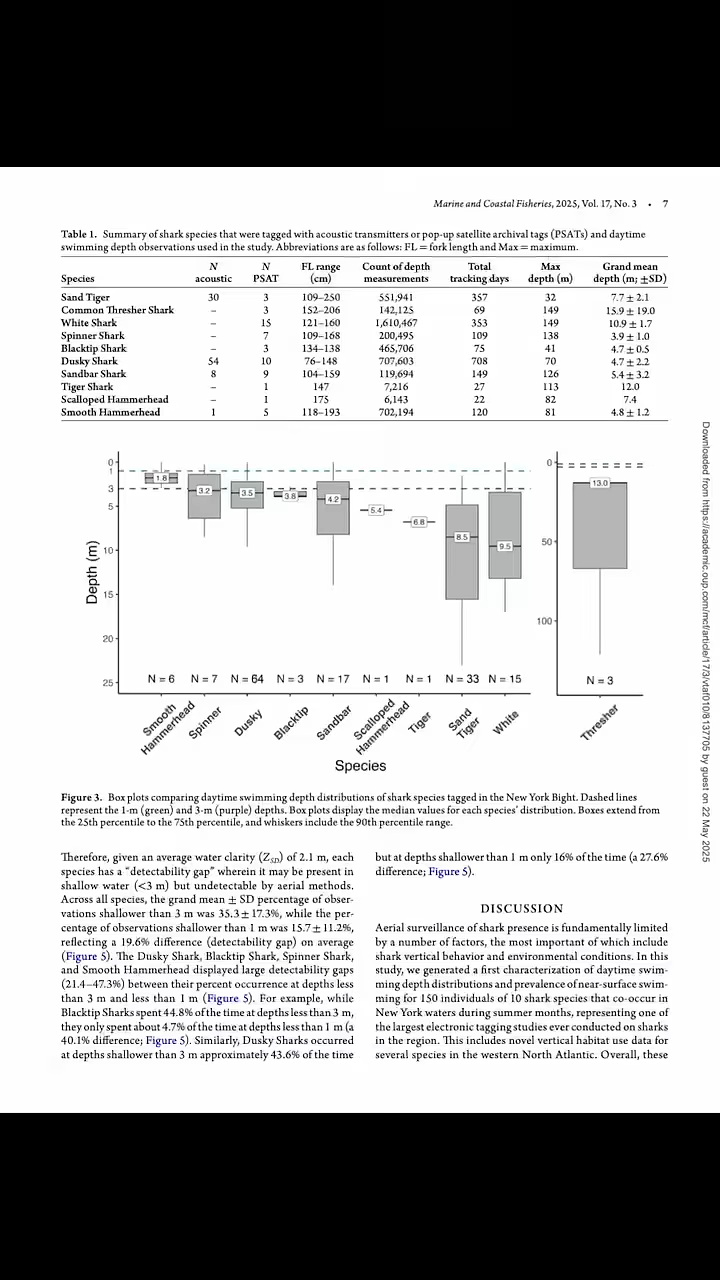 Marine and Coastal Fisheries, 2025, Vol. 17, No. 3 • 7
Table 1. Summary of shark species that were tagged with acoustic transmitters or pop-up satellite archival tags (PSATs) and daytime
swimming depth observations used in the study. Abbreviations are as follows: FL = fork length and Max = maximum.
Species N acoustic N PSAT FL range (cm) Count of depth measurements Total tracking days Max depth (m) Grand mean depth (m; ±SD)
Sand Tiger 30 3 109–250 551,941 357 32 7.7 ± 2.1
Common Thresher Shark – 3 152–206 142,125 69 149 15.9 ± 19.0
White Shark – 15 121–160 1,610,467 353 149 10.9 ± 1.7
Spinner Shark – 7 109–168 200,495 109 138 3.9 ± 1.0
Blacktip Shark – 3 134–138 465,706 75 41 4.7 ± 0.5
Dusky Shark 54 10 76–148 707,603 708 70 4.7 ± 2.2
Sandbar Shark 8 9 104–159 119,694 149 126 5.4 ± 3.2
Tiger Shark – 1 147 7,216 27 113 12.0
Scalloped Hammerhead – 1 175 6,143 22 82 7.4
Smooth Hammerhead 1 5 118–193 702,194 120 81 4.8 ± 1.2
Depth (m)
0
1
3
5
10
15
20
25
1.8
3.2
3.5
3.8
4.2
5.4
6.8
8.5
9.5
N = 6 N = 7 N = 64 N = 3 N = 17 N = 1 N = 1 N = 33 N = 15
Smooth
Hammerhead
Spinner
Dusky
Blacktip
Sandbar
Scalloped
Hammerhead
Tiger
Sand
Tiger
White
0
50
100
13.0
N = 3
Thresher
Species
Figure 3. Box plots comparing daytime swimming depth distributions of shark species tagged in the New York Bight. Dashed lines
represent the 1-m (green) and 3-m (purple) depths. Box plots display the median values for each species' distribution. Boxes extend from
the 25th percentile to the 75th percentile, and whiskers include the 90th percentile range.
Therefore, given an average water clarity (ZSD) of 2.1 m, each
species has a “detectability gap” wherein it may be present in
shallow water (<3 m) but undetectable by aerial methods.
Across all species, the grand mean ± SD percentage of obser-
vations shallower than 3 m was 35.3 ± 17.3%, while the per-
centage of observations shallower than 1 m was 15.7 ± 11.2%,
reflecting a 19.6% difference (detectability gap) on average
(Figure 5). The Dusky Shark, Blacktip Shark, Spinner Shark,
and Smooth Hammerhead displayed large detectability gaps
(21.4–47.3%) between their percent occurrence at depths less
than 3 m and less than 1 m (Figure 5). For example, while
Blacktip Sharks spent 44.8% of the time at depths less than 3 m,
they only spent about 4.7% of the time at depths less than 1 m (a
40.1% difference; Figure 5). Similarly, Dusky Sharks occurred
at depths shallower than 3 m approximately 43.6% of the time
but at depths shallower than 1 m only 16% of the time (a 27.6%
difference; Figure 5).
DISCUSSION
Aerial surveillance of shark presence is fundamentally limited
by a number of factors, the most important of which include
shark vertical behavior and environmental conditions. In this
study, we generated a first characterization of daytime swim-
ming depth distributions and prevalence of near-surface swim-
ming for 150 individuals of 10 shark species that co-occur in
New York waters during summer months, representing one of
the largest electronic tagging studies ever conducted on sharks
in the region. This includes novel vertical habitat use data for
several species in the western North Atlantic. Overall, these
Downloaded from https://academic.oup.com/mcf/article/17/3/vtaf010/8137705 by guest on 22 May 2025